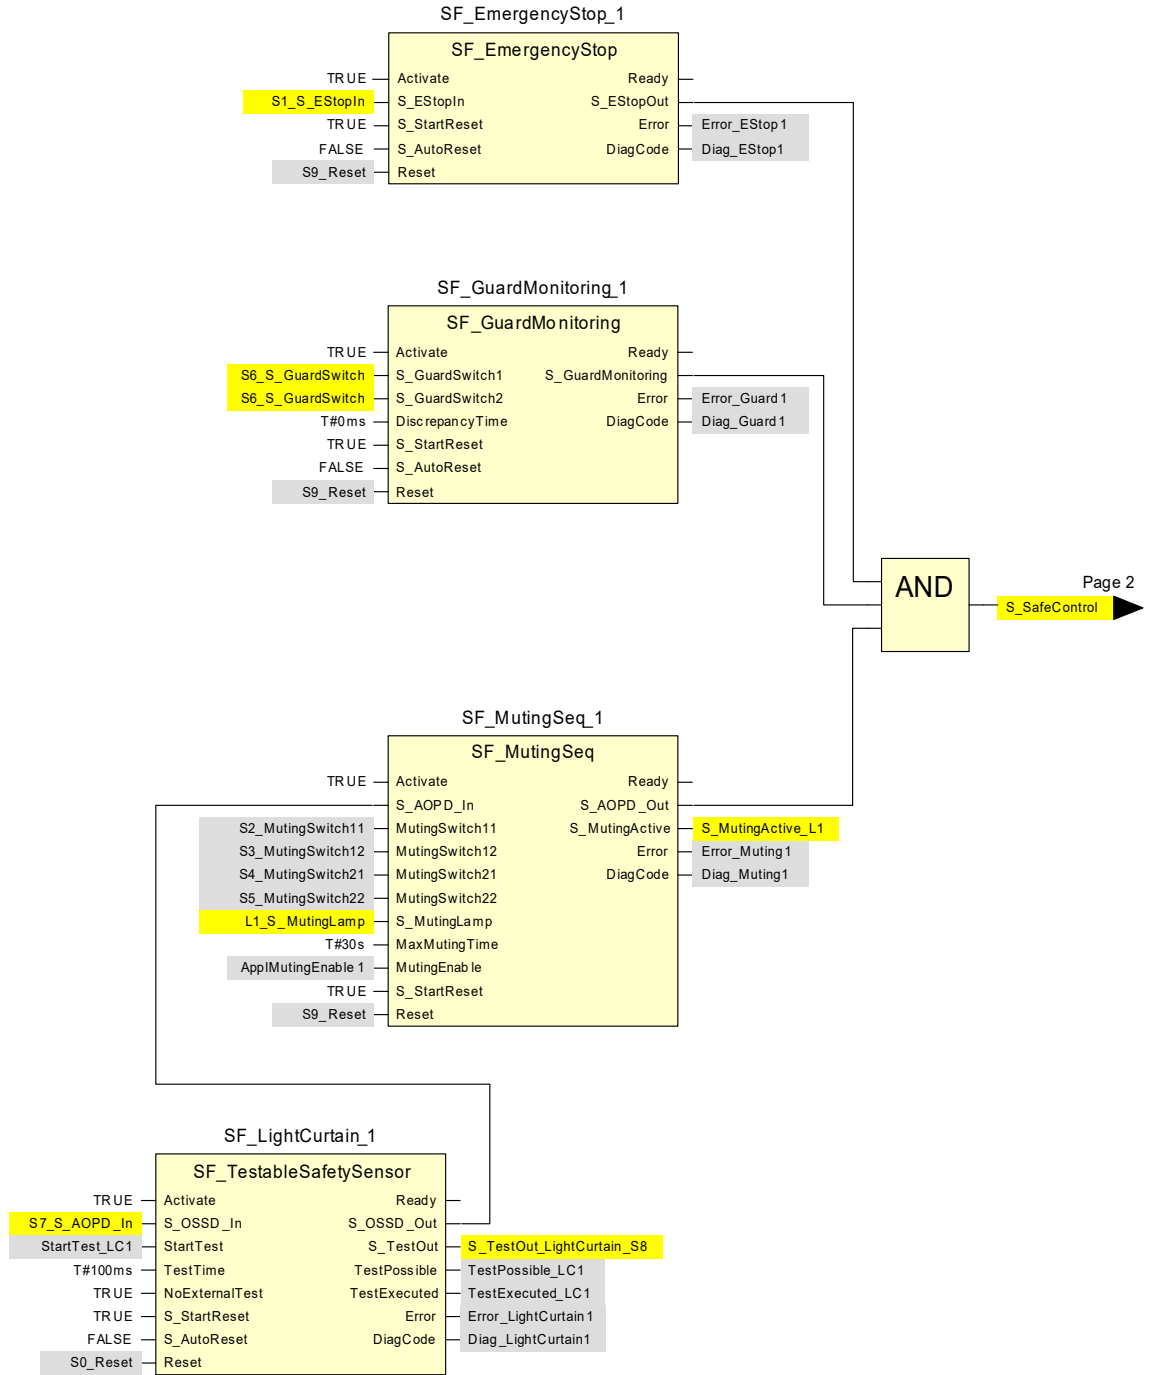 SF_EmergencyStop_1
SF_EmergencyStop
TRUE Activate Ready
S1_S_EStopIn S_EStopIn S_EStopOut
TRUE S_StartReset Error Error_EStop1
FALSE S_AutoReset DiagCode Diag_EStop1
S9_Reset Reset
SF_GuardMonitoring_1
SF_GuardMonitoring
TRUE Activate Ready
S6_S_GuardSwitch S_GuardSwitch1 S_GuardMonitoring
S6_S_GuardSwitch S_GuardSwitch2 Error Error_Guard1
T#0ms DiscrepancyTime DiagCode Diag_Guard1
TRUE S_StartReset
FALSE S_AutoReset
S9_Reset Reset
AND
Page 2
S_SafeControl
SF_MutingSeq_1
SF_MutingSeq
TRUE Activate Ready
S_AOPD_In S_AOPD_Out
S2_MutingSwitch11 MutingSwitch11 S_MutingActive S_MutingActive_L1
S3_MutingSwitch12 MutingSwitch12 Error Error_Muting1
S4_MutingSwitch21 MutingSwitch21 DiagCode Diag_Muting1
S5_MutingSwitch22 MutingSwitch22
L1_S_MutingLamp S_MutingLamp
T#30s MaxMutingTime
ApplMutingEnable1 MutingEnable
TRUE S_StartReset
S9_Reset Reset
SF_LightCurtain_1
SF_TestableSafetySensor
TRUE Activate Ready
S7_S_AOPD_In S_OSSD_In S_OSSD_Out
StartTest_LC1 StartTest S_TestOut S_TestOut_LightCurtain_S8
T#100ms TestTime TestPossible TestPossible_LC1
TRUE NoExternalTest TestExecuted TestExecuted_LC1
TRUE S_StartReset Error Error_LightCurtain1
FALSE S_AutoReset DiagCode Diag_LightCurtain1
S0_Reset Reset